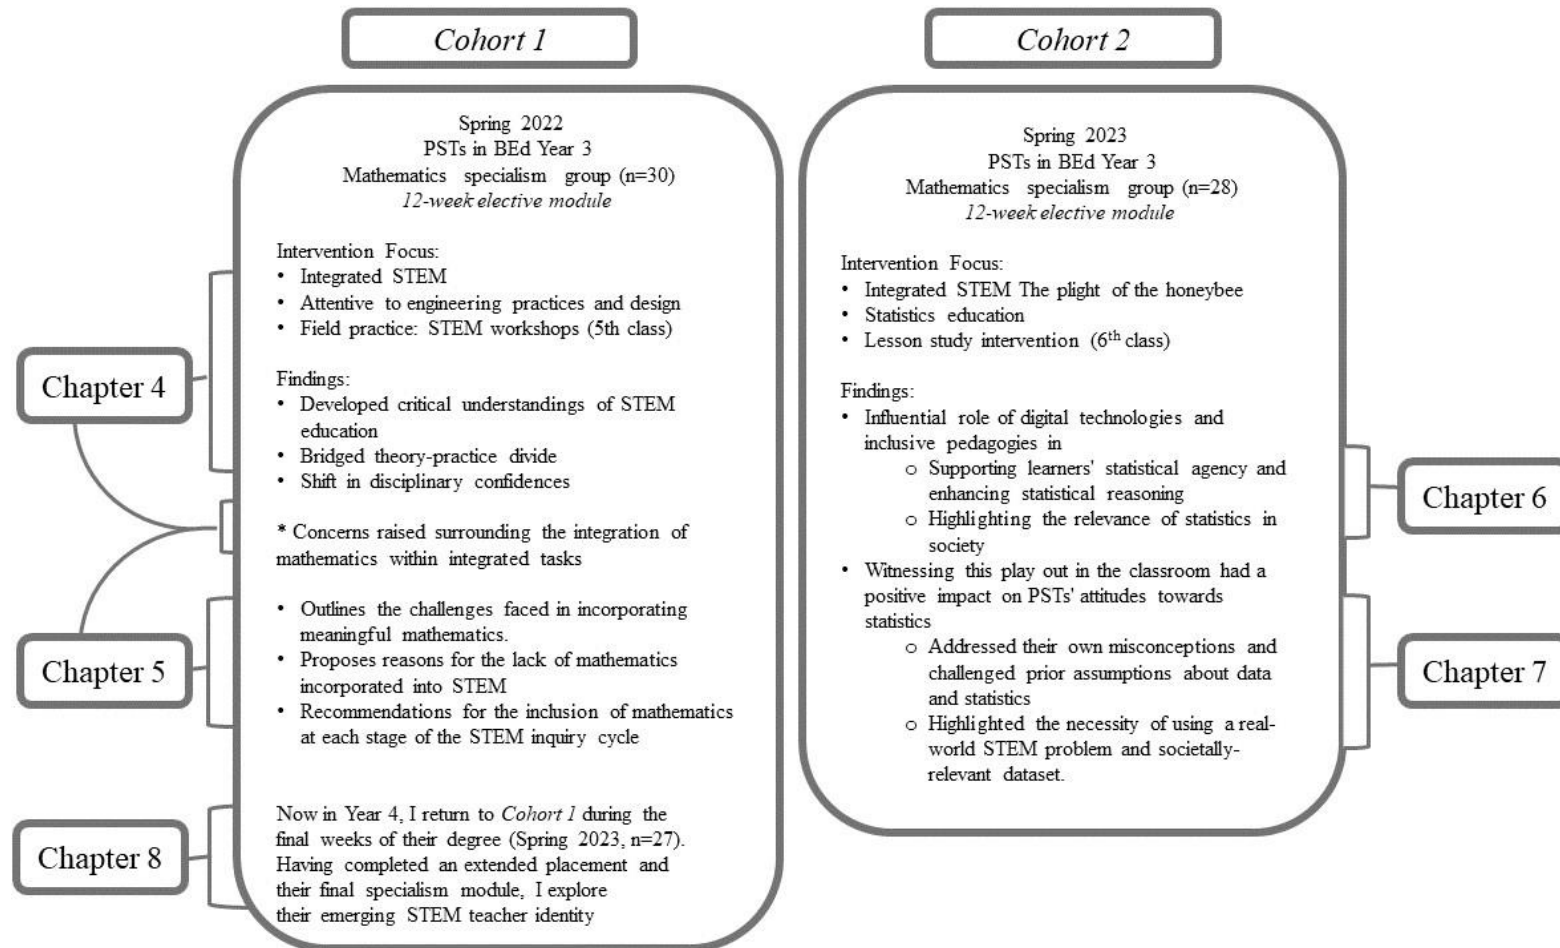 Cohort 1
Spring 2022
PSTs in BEd Year 3
Mathematics specialism group (n=30)
12-week elective module
Intervention Focus:
• Integrated STEM
• Attentive to engineering practices and design
• Field practice: STEM workshops (5th class)
Findings:
• Developed critical understandings of STEM
education
• Bridged theory-practice divide
• Shift in disciplinary confidences
* Concerns raised surrounding the integration of
mathematics within integrated tasks
• Outlines the challenges faced in incorporating
meaningful mathematics.
• Proposes reasons for the lack of mathematics
incorporated into STEM
• Recommendations for the inclusion of mathematics
at each stage of the STEM inquiry cycle
Now in Year 4, I return to Cohort 1 during the
final weeks of their degree (Spring 2023, n=27).
Having completed an extended placement and
their final specialism module, I explore
their emerging STEM teacher identity
Chapter 4
Chapter 5
Chapter 8
Cohort 2
Spring 2023
PSTs in BEd Year 3
Mathematics specialism group (n=28)
12-week elective module
Intervention Focus:
• Integrated STEM The plight of the honeybee
• Statistics education
• Lesson study intervention (6th class)
Findings:
• Influential role of digital technologies and
inclusive pedagogies in
o Supporting learners' statistical agency and
enhancing statistical reasoning
o Highlighting the relevance of statistics in
society
• Witnessing this play out in the classroom had a
positive impact on PSTs' attitudes towards
statistics
o Addressed their own misconceptions and
challenged prior assumptions about data
and statistics
o Highlighted the necessity of using a real-
world STEM problem and societally-
relevant dataset.
Chapter 6
Chapter 7